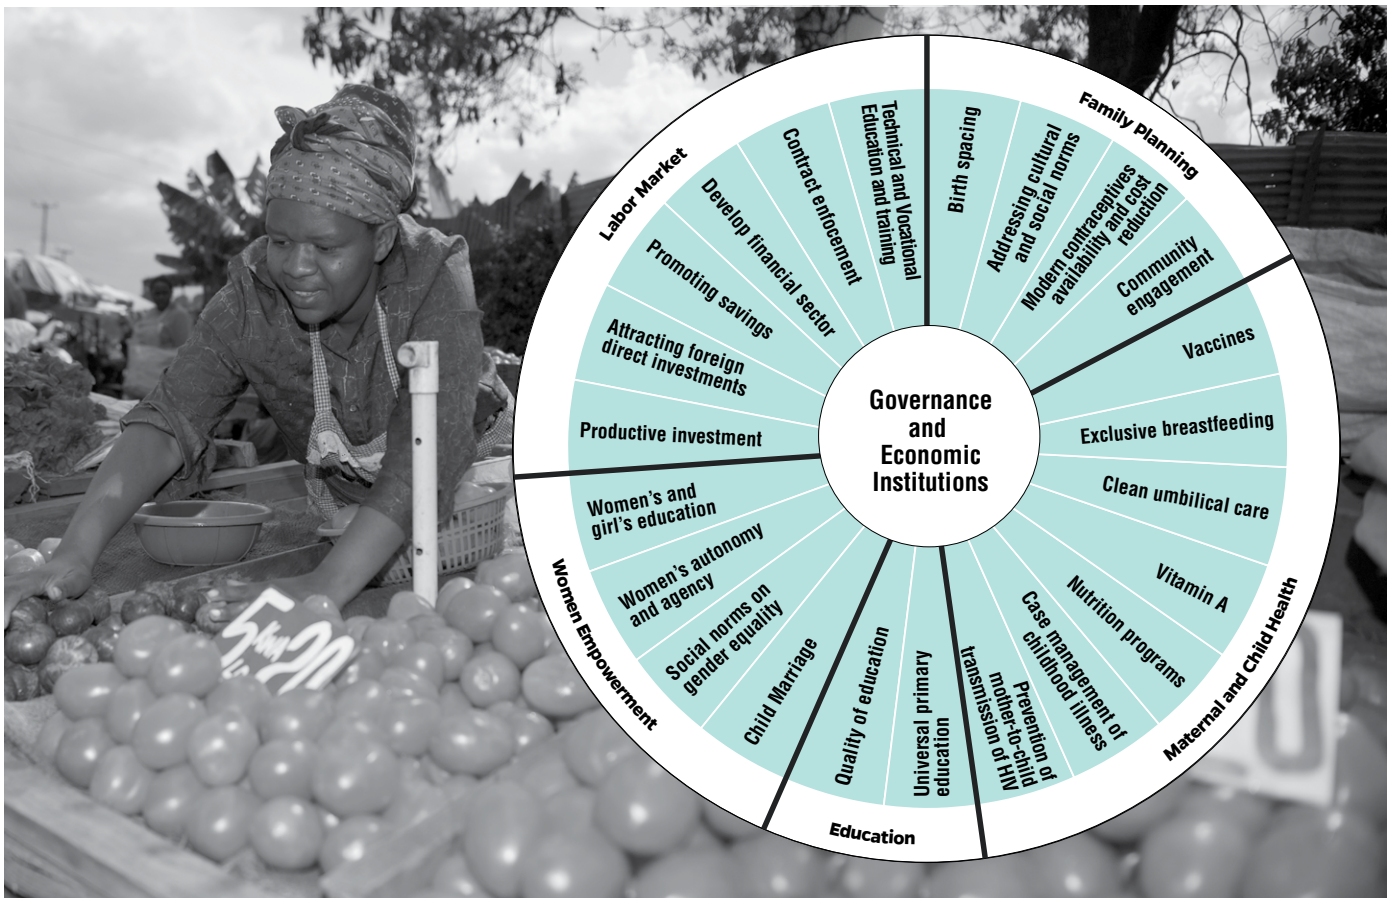 Governance
and
Economic
Institutions
Family Planning
Birth spacing
Addressing cultural
and social norms
Modern contraceptives
availability and cost
reduction
Community
engagement
Maternal and Child Health
Vaccines
Exclusive breastfeeding
Clean umbilical care
Vitamin A
Nutrition programs
Case management of
childhood illness
Prevention of
mother-to-child
transmission of HIV
Education
Universal primary
education
Quality of education
Women Empowerment
Child Marriage
Social norms on
gender equality
Women's autonomy
and agency
Women's and
girl's education
Labor Market
Productive investment
Attracting foreign
direct investments
Promoting savings
Develop financial sector
Contract enfocement
Technical and Vocational
Education and training
5 kwa 20